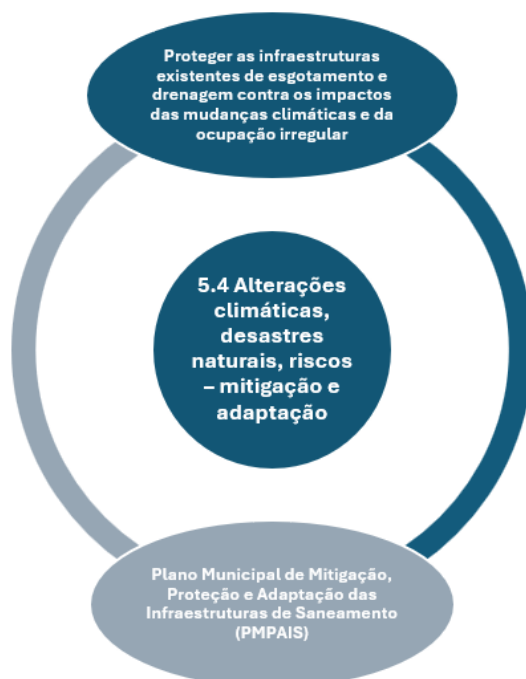 Proteger as infraestruturas
existentes de esgotamento e
drenagem contra os impactos
das mudanças climáticas e da
ocupação irregular
5.4 Alterações
climáticas,
desastres
naturais, riscos
– mitigação e
adaptação
Plano Municipal de Mitigação,
Proteção e Adaptação das
Infraestruturas de Saneamento
(PMPAIS)